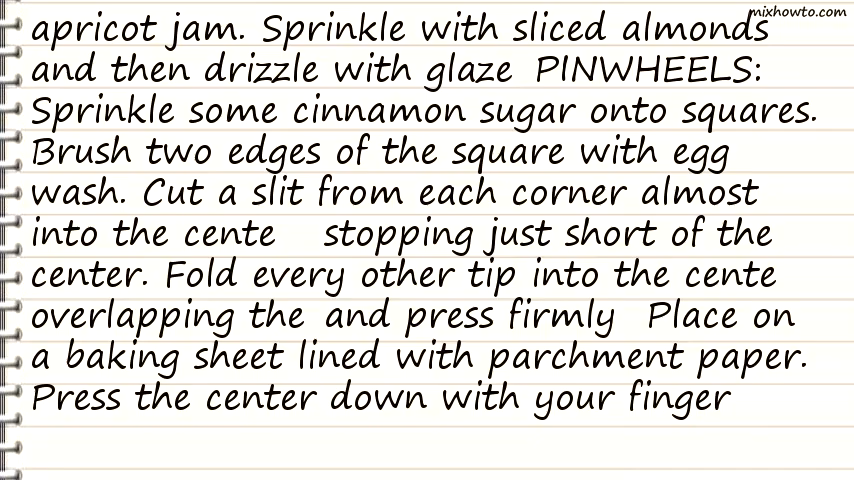 mixhowto.com
apricot jam. Sprinkle with sliced almonds
and then drizzle with glaze  PINWHEELS:
Sprinkle some cinnamon sugar onto squares.
Brush two edges of the square with egg
wash. Cut a slit from each corner almost
into the cente    stopping just short of the
center. Fold every other tip into the cente
overlapping the  and press firmly   Place on
a baking sheet lined with parchment paper.
Press the center down with your finger